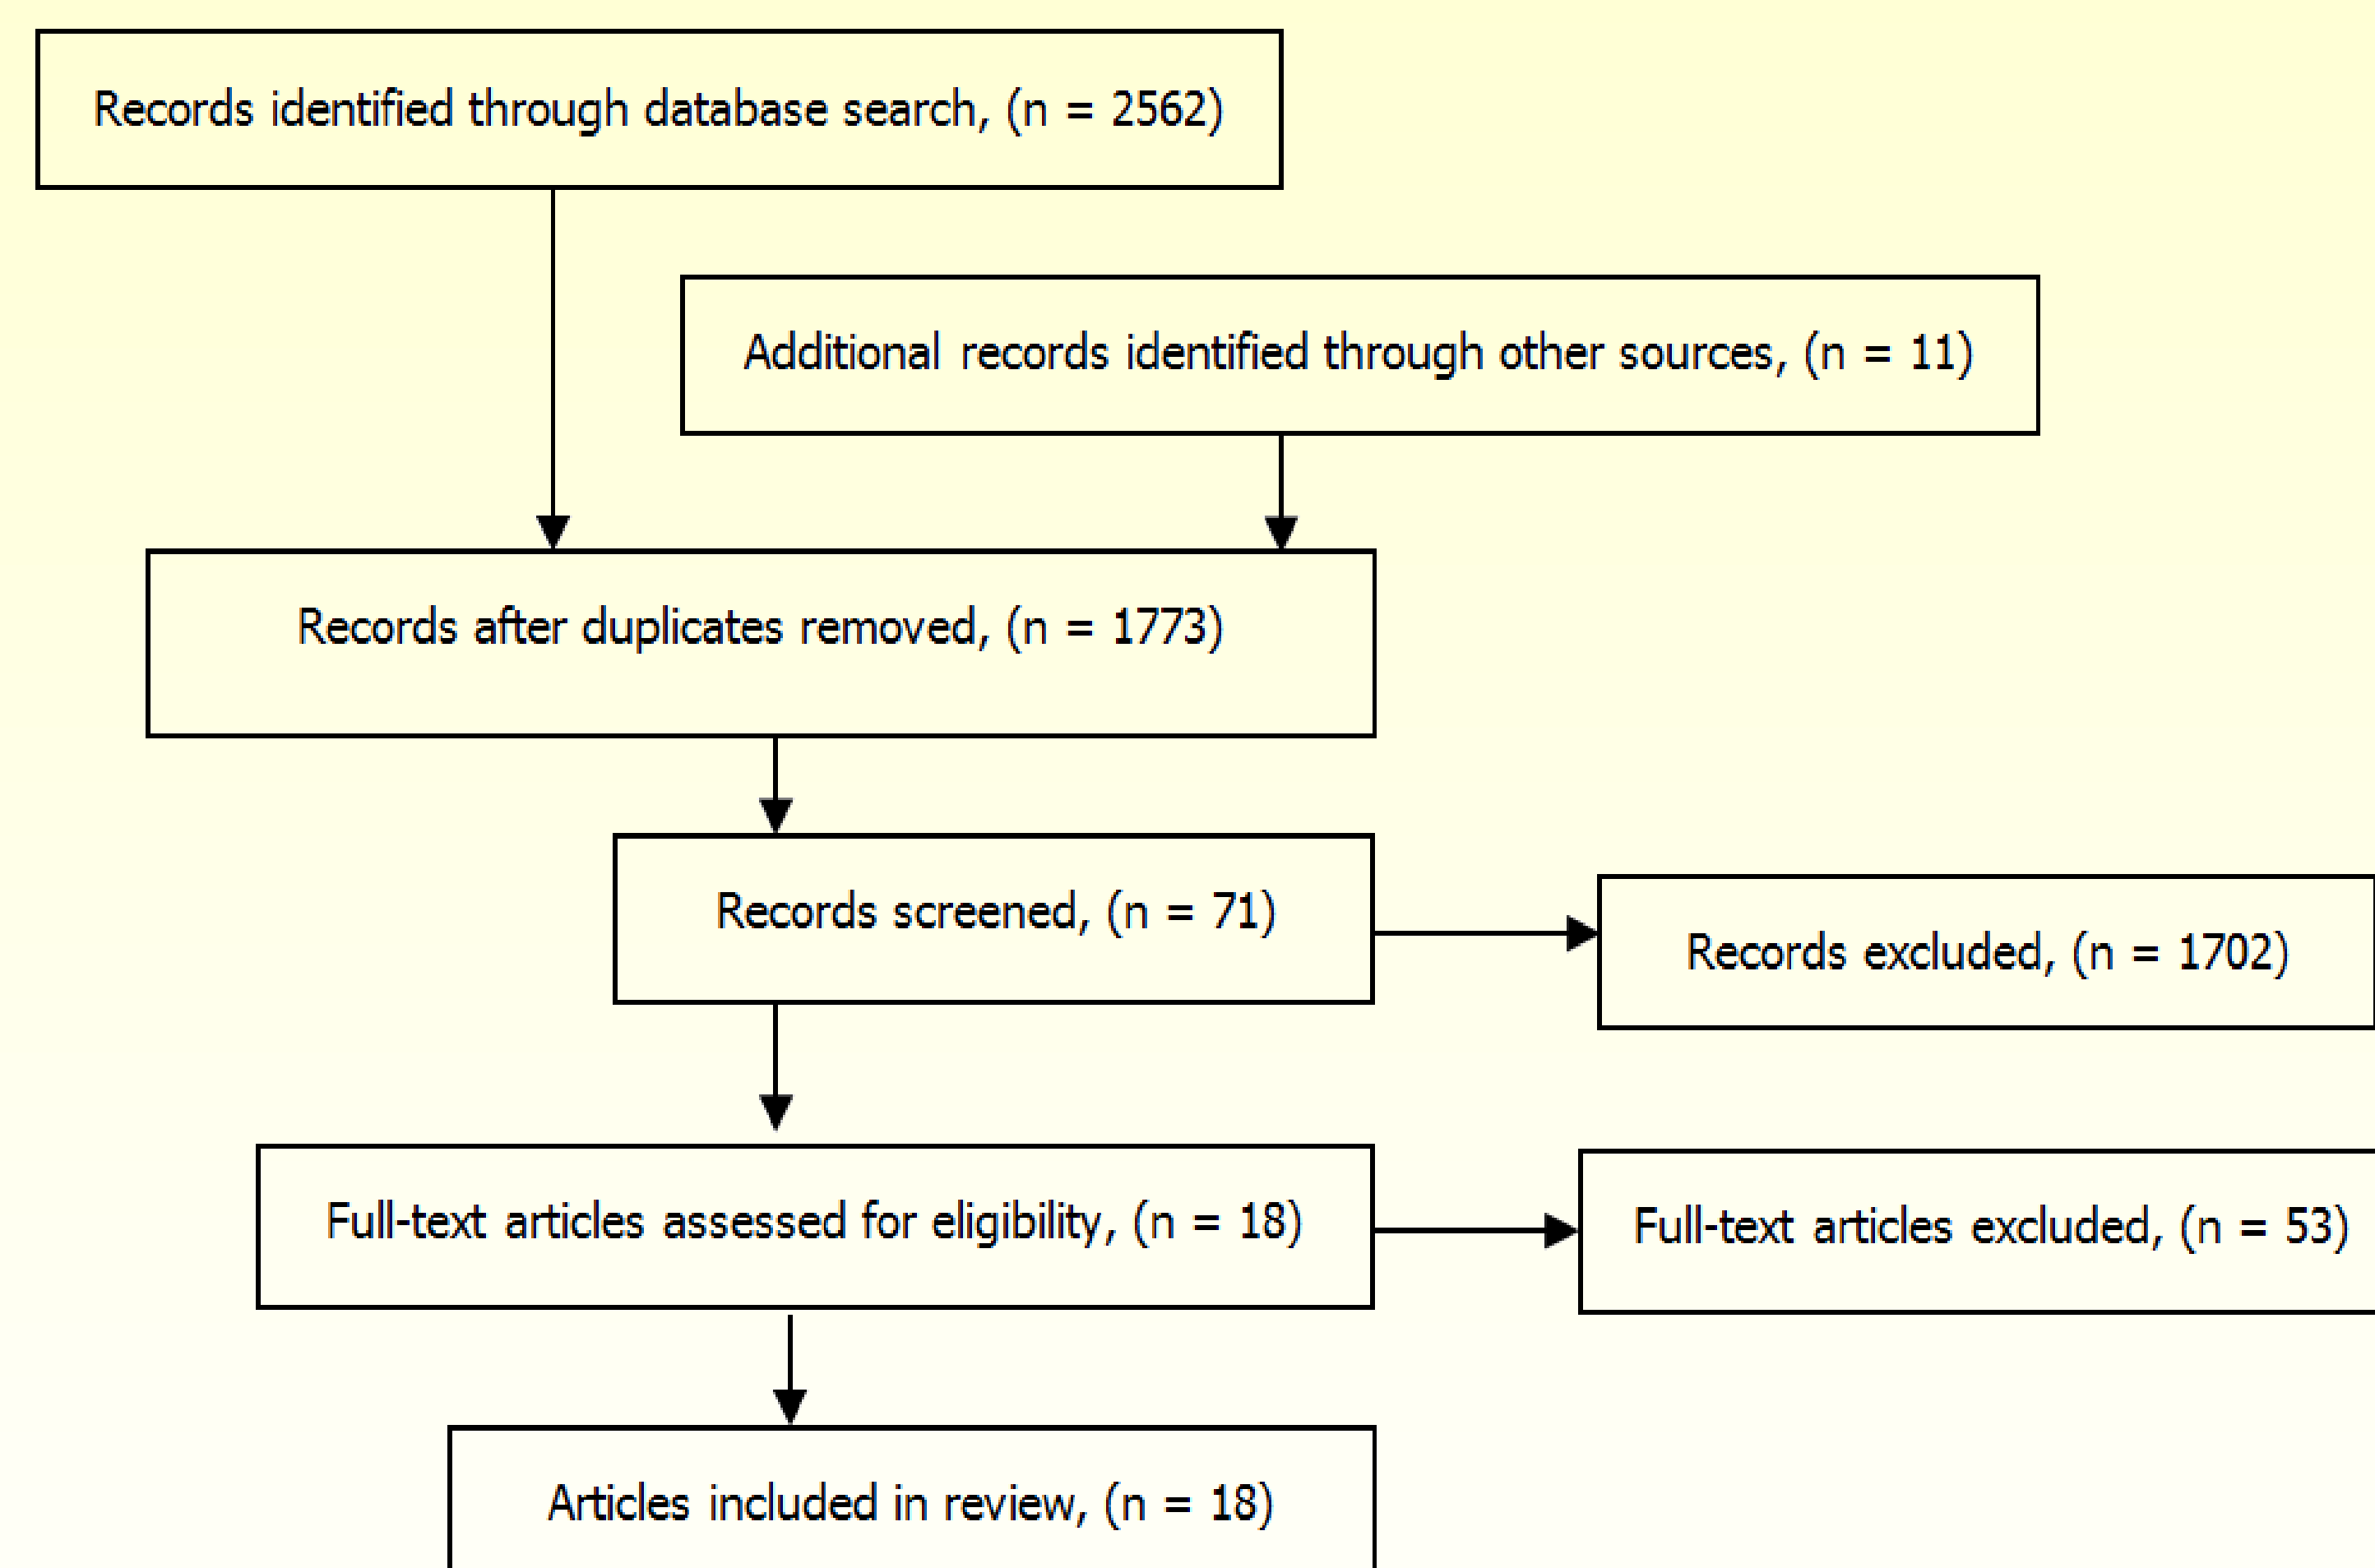 Records identified through database search, (n = 2562)
Additional records identified through other sources, (n = 11)
Records after duplicates removed, (n = 1773)
Records screened, (n = 71)
Records excluded, (n = 1702)
Full-text articles assessed for eligibility, (n = 18)
Full-text articles excluded, (n = 53)
Articles included in review, (n = 18)